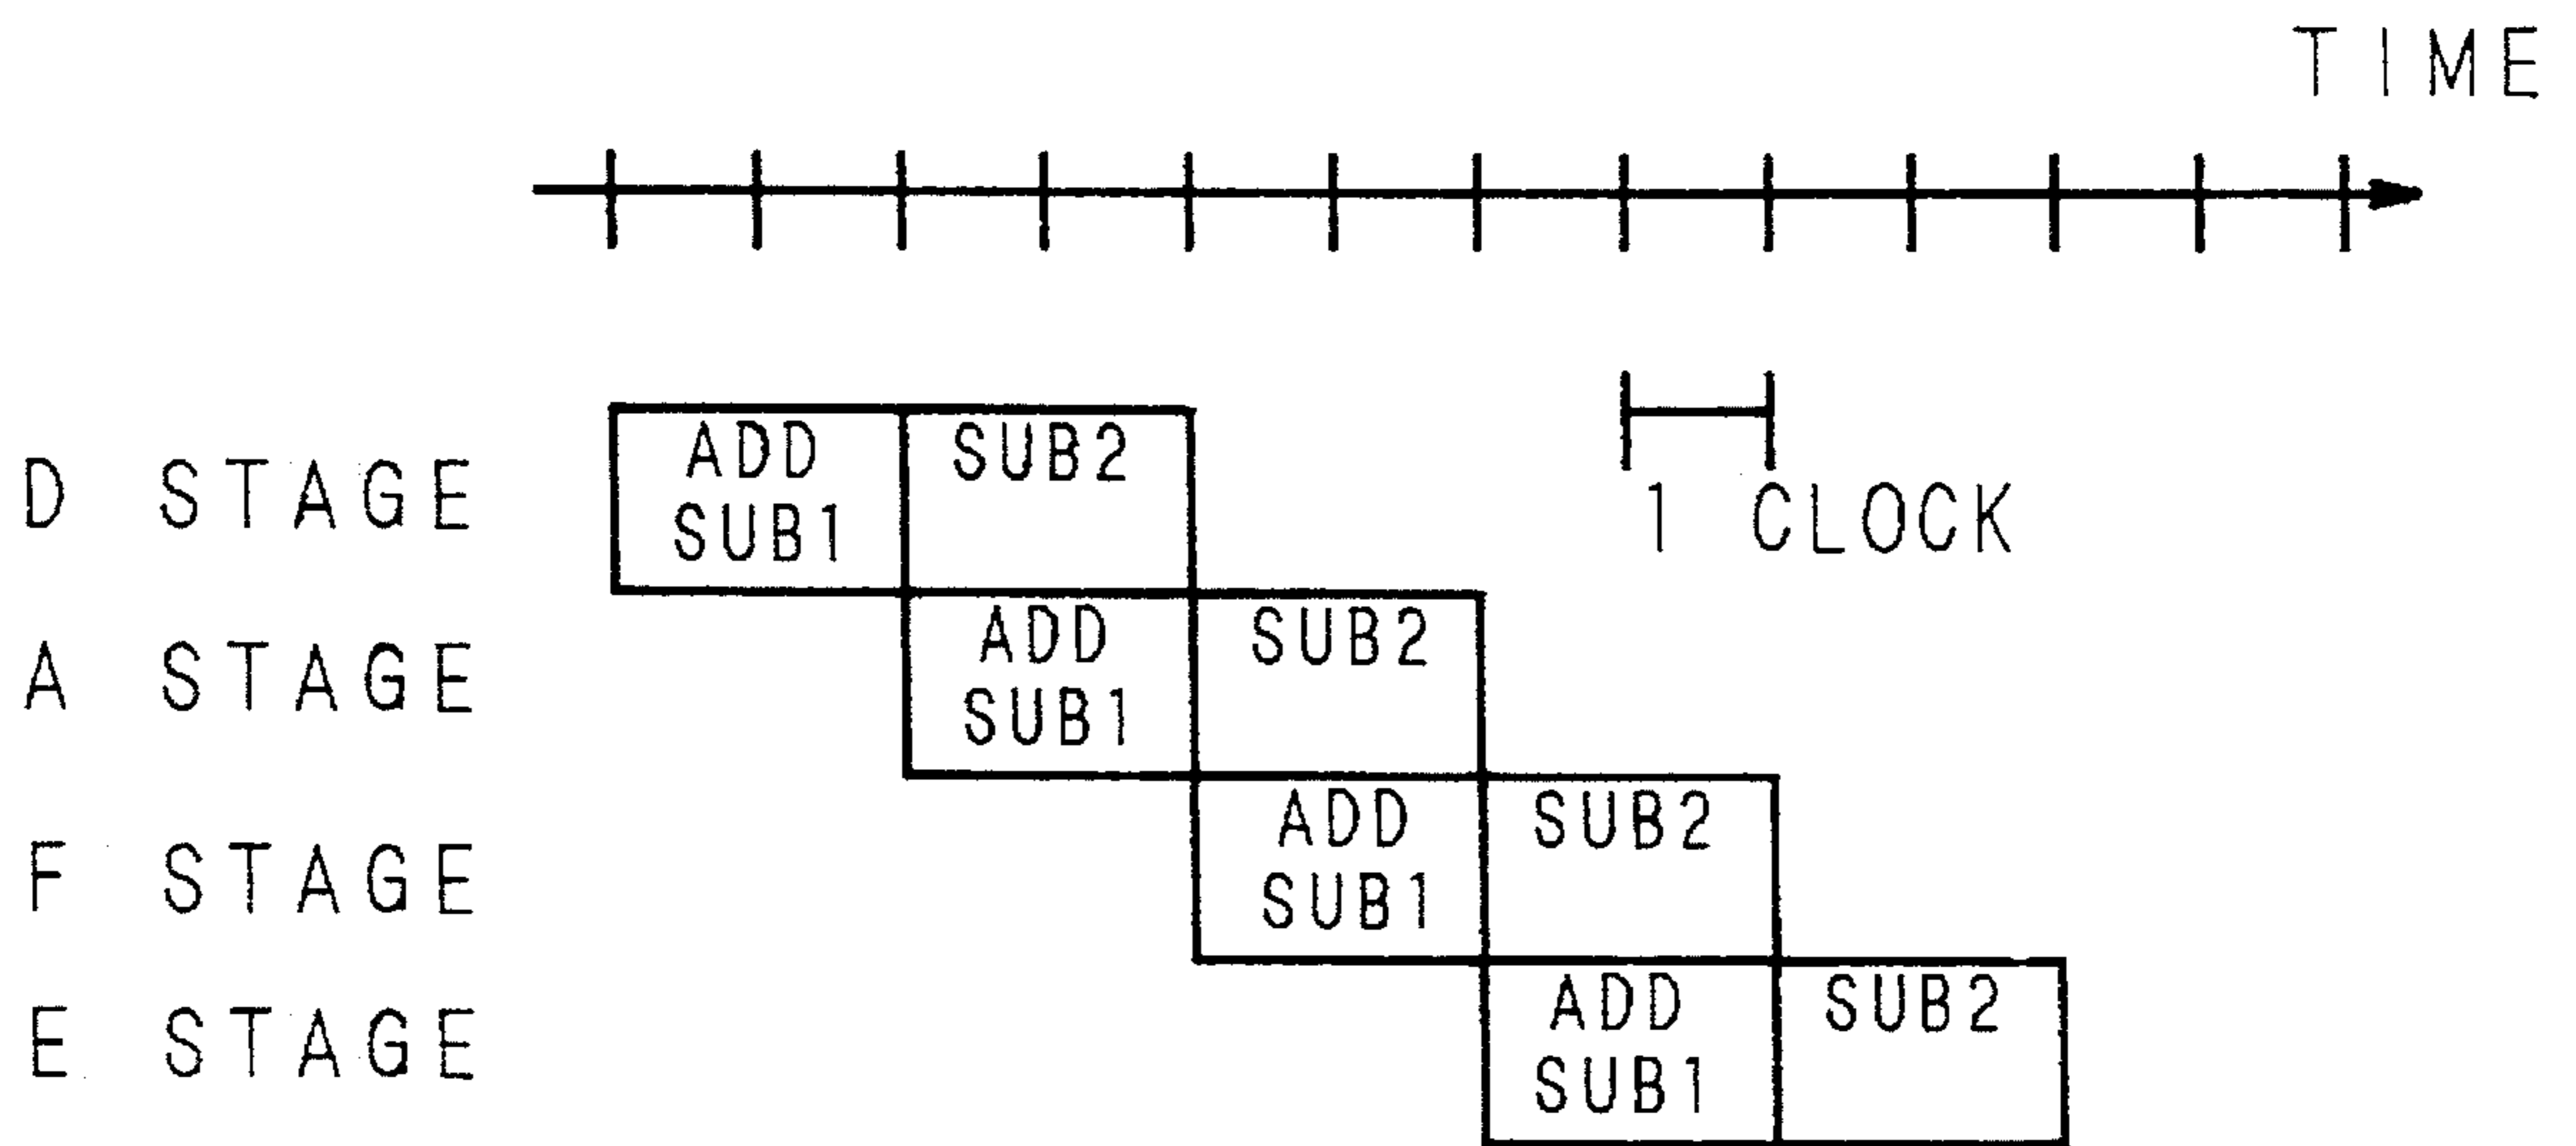 TIME
ADD
SUB1
SUB2
D STAGE
1 CLOCK
ADD
SUB1
SUB2
A STAGE
ADD
SUB1
SUB2
F STAGE
ADD
SUB1
SUB2
E STAGE